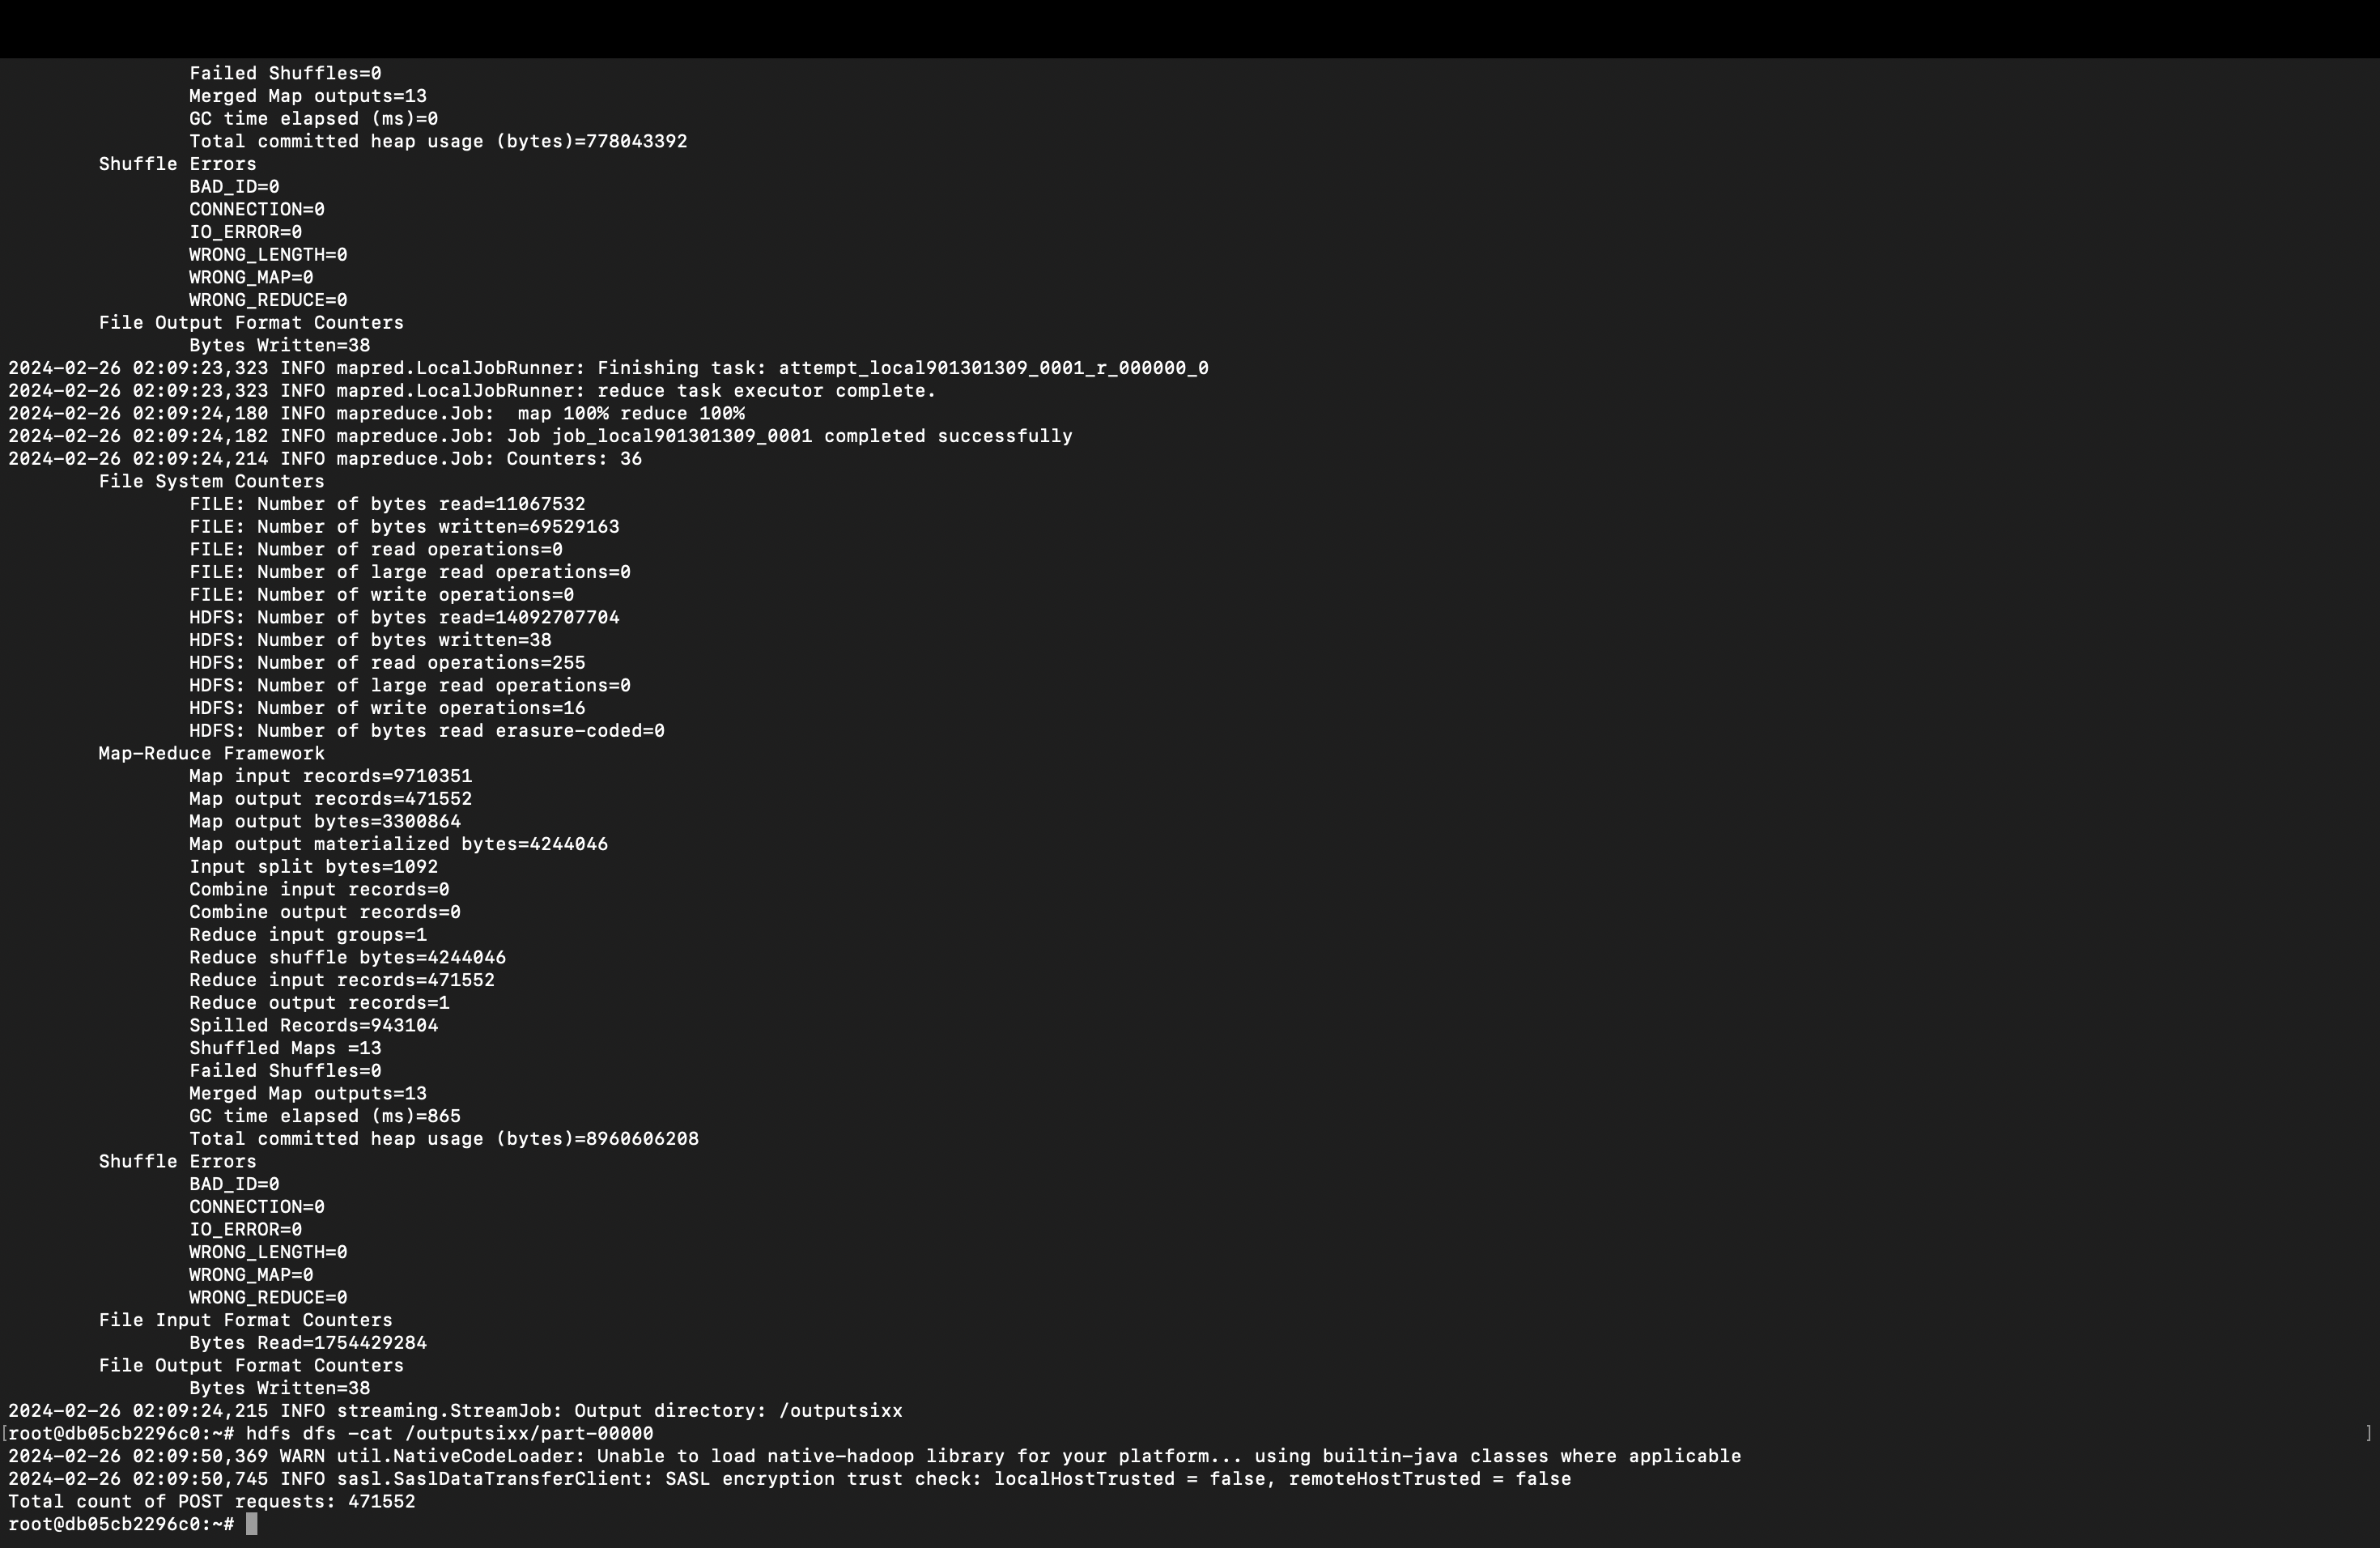 Failed Shuffles=0
Merged Map outputs=13
GC time elapsed (ms)=0
Total committed heap usage (bytes)=778043392
Shuffle Errors
BAD_ID=0
CONNECTION=0
IO_ERROR=0
WRONG_LENGTH=0
WRONG_MAP=0
WRONG_REDUCE=0
File Output Format Counters
Bytes Written=38
2024-02-26 02:09:23,323 INFO mapred.LocalJobRunner: Finishing task: attempt_local901301309_0001_r_000000_0
2024-02-26 02:09:23,323 INFO mapred.LocalJobRunner: reduce task executor complete.
2024-02-26 02:09:24,180 INFO mapreduce.Job:  map 100% reduce 100%
2024-02-26 02:09:24,182 INFO mapreduce.Job: Job job_local901301309_0001 completed successfully
2024-02-26 02:09:24,214 INFO mapreduce.Job: Counters: 36
File System Counters
FILE: Number of bytes read=11067532
FILE: Number of bytes written=69529163
FILE: Number of read operations=0
FILE: Number of large read operations=0
FILE: Number of write operations=0
HDFS: Number of bytes read=14092707704
HDFS: Number of bytes written=38
HDFS: Number of read operations=255
HDFS: Number of large read operations=0
HDFS: Number of write operations=16
HDFS: Number of bytes read erasure-coded=0
Map-Reduce Framework
Map input records=9710351
Map output records=471552
Map output bytes=3300864
Map output materialized bytes=4244046
Input split bytes=1092
Combine input records=0
Combine output records=0
Reduce input groups=1
Reduce shuffle bytes=4244046
Reduce input records=471552
Reduce output records=1
Spilled Records=943104
Shuffled Maps =13
Failed Shuffles=0
Merged Map outputs=13
GC time elapsed (ms)=865
Total committed heap usage (bytes)=8960606208
Shuffle Errors
BAD_ID=0
CONNECTION=0
IO_ERROR=0
WRONG_LENGTH=0
WRONG_MAP=0
WRONG_REDUCE=0
File Input Format Counters
Bytes Read=1754429284
File Output Format Counters
Bytes Written=38
2024-02-26 02:09:24,215 INFO streaming.StreamJob: Output directory: /outputsixx
[root@db05cb2296c0:~# hdfs dfs -cat /outputsixx/part-00000 ]
2024-02-26 02:09:50,369 WARN util.NativeCodeLoader: Unable to load native-hadoop library for your platform... using builtin-java classes where applicable
2024-02-26 02:09:50,745 INFO sasl.SaslDataTransferClient: SASL encryption trust check: localHostTrusted = false, remoteHostTrusted = false
Total count of POST requests: 471552
root@db05cb2296c0:~#